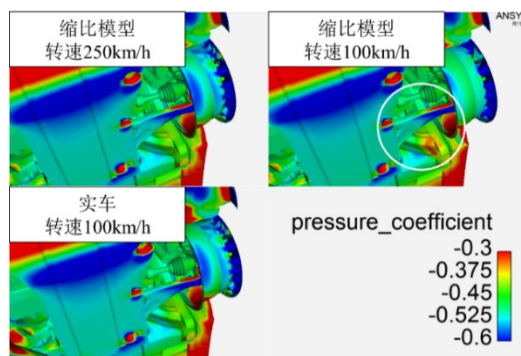 缩比模型
转速250km/h
缩比模型
转速100km/h
ANSY
实车
转速100km/h
pressure_coefficient
-0.3
-0.375
-0.45
-0.525
-0.6